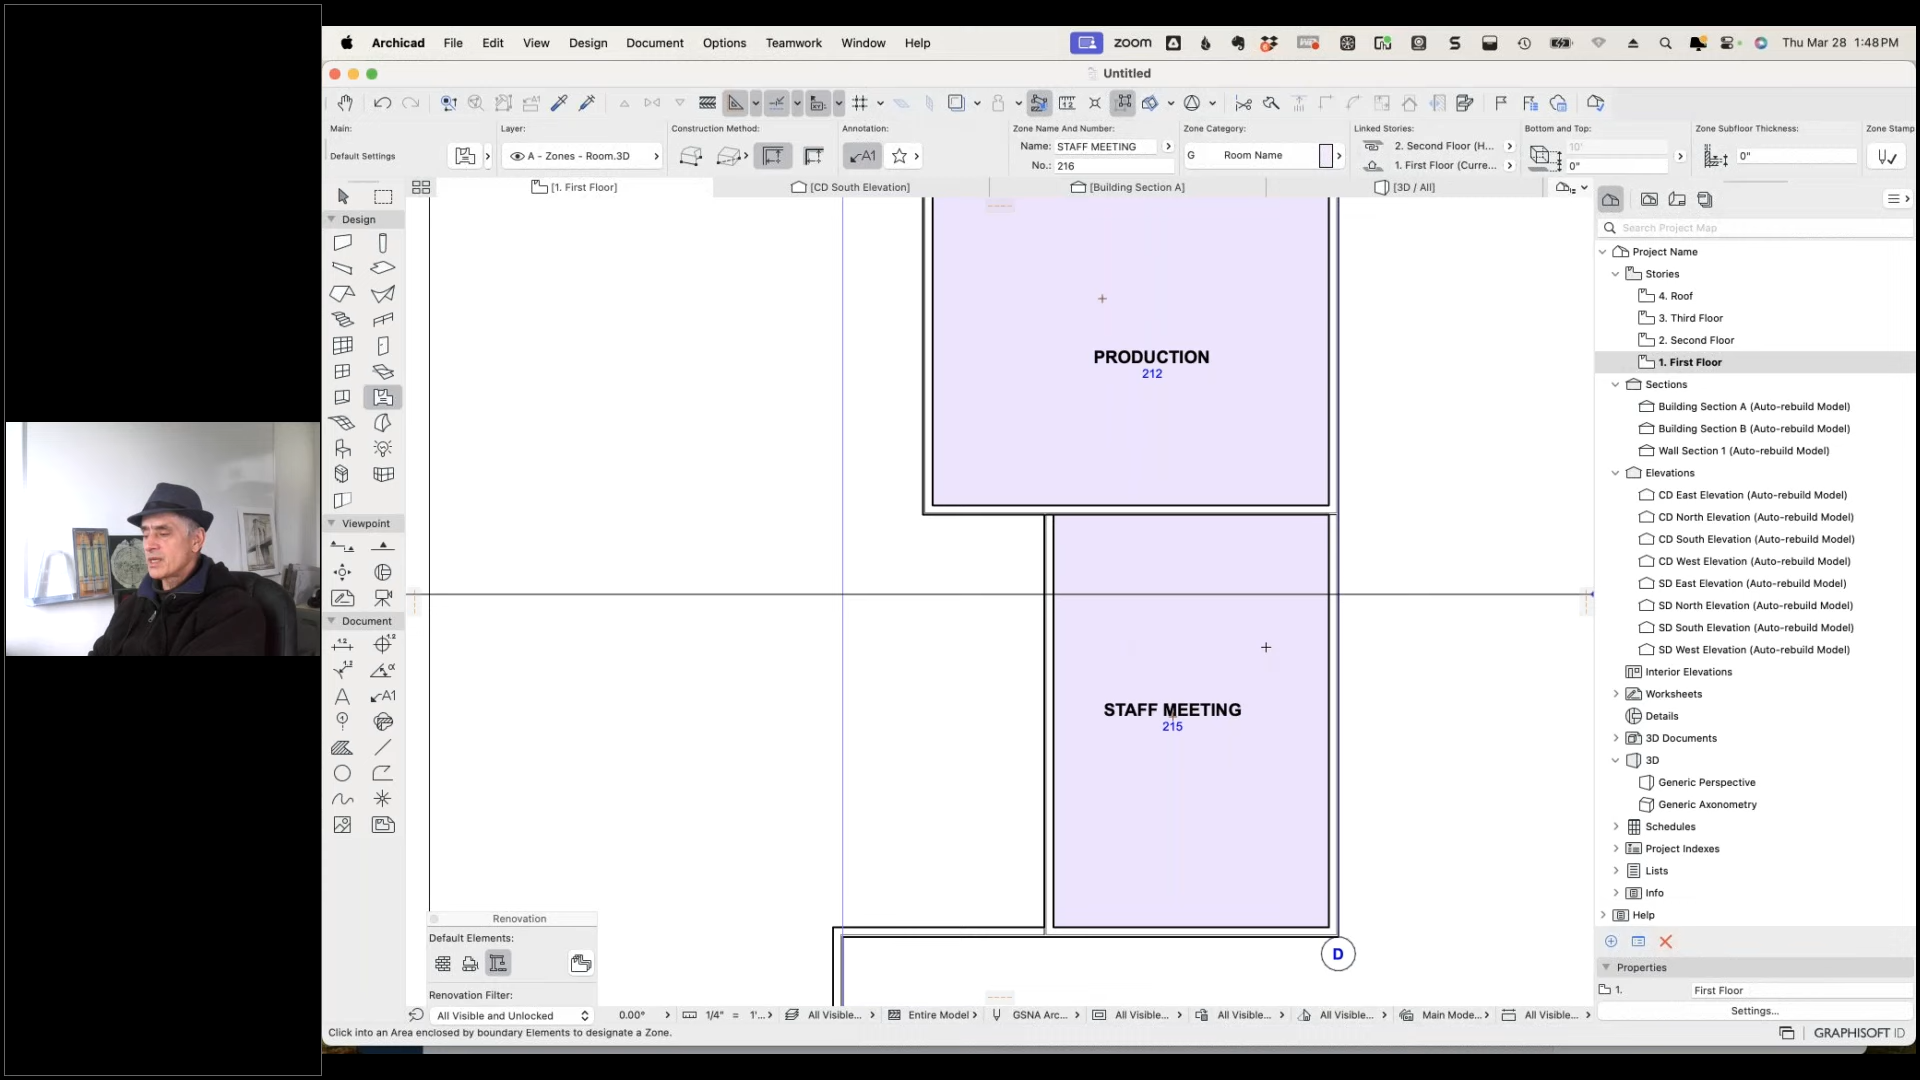 Archicad File Edit View Design Document Options Teamwork Window Help zoom Thu Mar 28 1:48 PM
Untitled
Main: Layer: Construction Method: Annotation: Zone Name And Number: Zone Category: Linked Stories: Bottom and Top: Zone Subfloor Thickness: Zone Stamp
Name: STAFF MEETING 2. Second Floor (H... 10'
Default Settings A - Zones - Room.3D A1 G Room Name 0"
No.: 216 1. First Floor (Curre... 0"
[1. First Floor] [CD South Elevation] [Building Section A] [3D / All]
Design
Search Project Map
Project Name
Stories
4. Roof
3. Third Floor
2. Second Floor
1. First Floor
Sections
Building Section A (Auto-rebuild Model)
Building Section B (Auto-rebuild Model)
Wall Section 1 (Auto-rebuild Model)
Elevations
CD East Elevation (Auto-rebuild Model)
CD North Elevation (Auto-rebuild Model)
CD South Elevation (Auto-rebuild Model)
CD West Elevation (Auto-rebuild Model)
SD East Elevation (Auto-rebuild Model)
SD North Elevation (Auto-rebuild Model)
SD South Elevation (Auto-rebuild Model)
SD West Elevation (Auto-rebuild Model)
Interior Elevations
Worksheets
Details
3D Documents
3D
Generic Perspective
Generic Axonometry
Schedules
Project Indexes
Lists
Info
Help
Properties
1. First Floor
Settings...
GRAPHISOFT ID
Viewpoint
Document
PRODUCTION
212
STAFF MEETING
215
D
Renovation
Default Elements:
Renovation Filter:
All Visible and Unlocked 0.00° 1/4" = 1'... All Visible... Entire Model GSNA Arc... All Visible... All Visible... All Visible... Main Mode... All Visible...
Click into an Area enclosed by boundary Elements to designate a Zone.